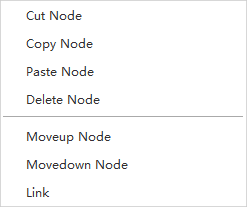 Cut Node
Copy Node
Paste Node
Delete Node
Moveup Node
Movedown Node
Link